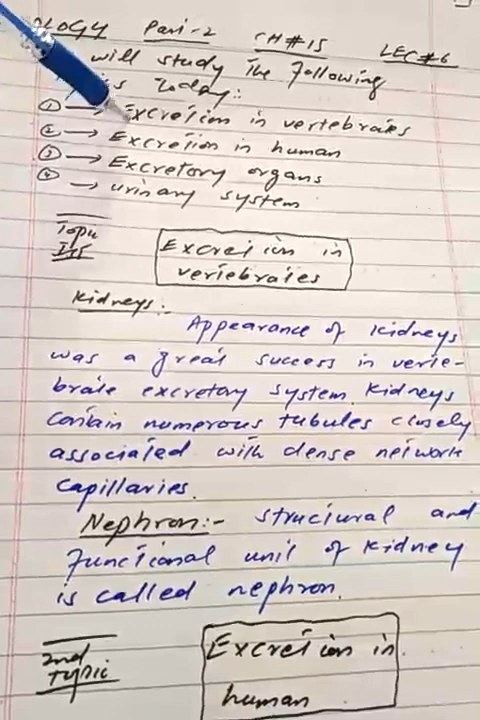 OLOGY Part-2 CH#15 LEC#6
will study the following
today:
① → Excretion in vertebrates
② → Excretion in human
③ → Excretory organs
④ → urinary system
Topic
1st
Excretion in
vertebrates
Kidneys:-
Appearance of kidneys
was a great success in verte-
brate excretory system. Kidneys
contain numerous tubules closely
associated with dense network
capillaries.
Nephron:- structural and
functional unit of kidney
is called nephron.
2nd
Typic
Excretion in
human